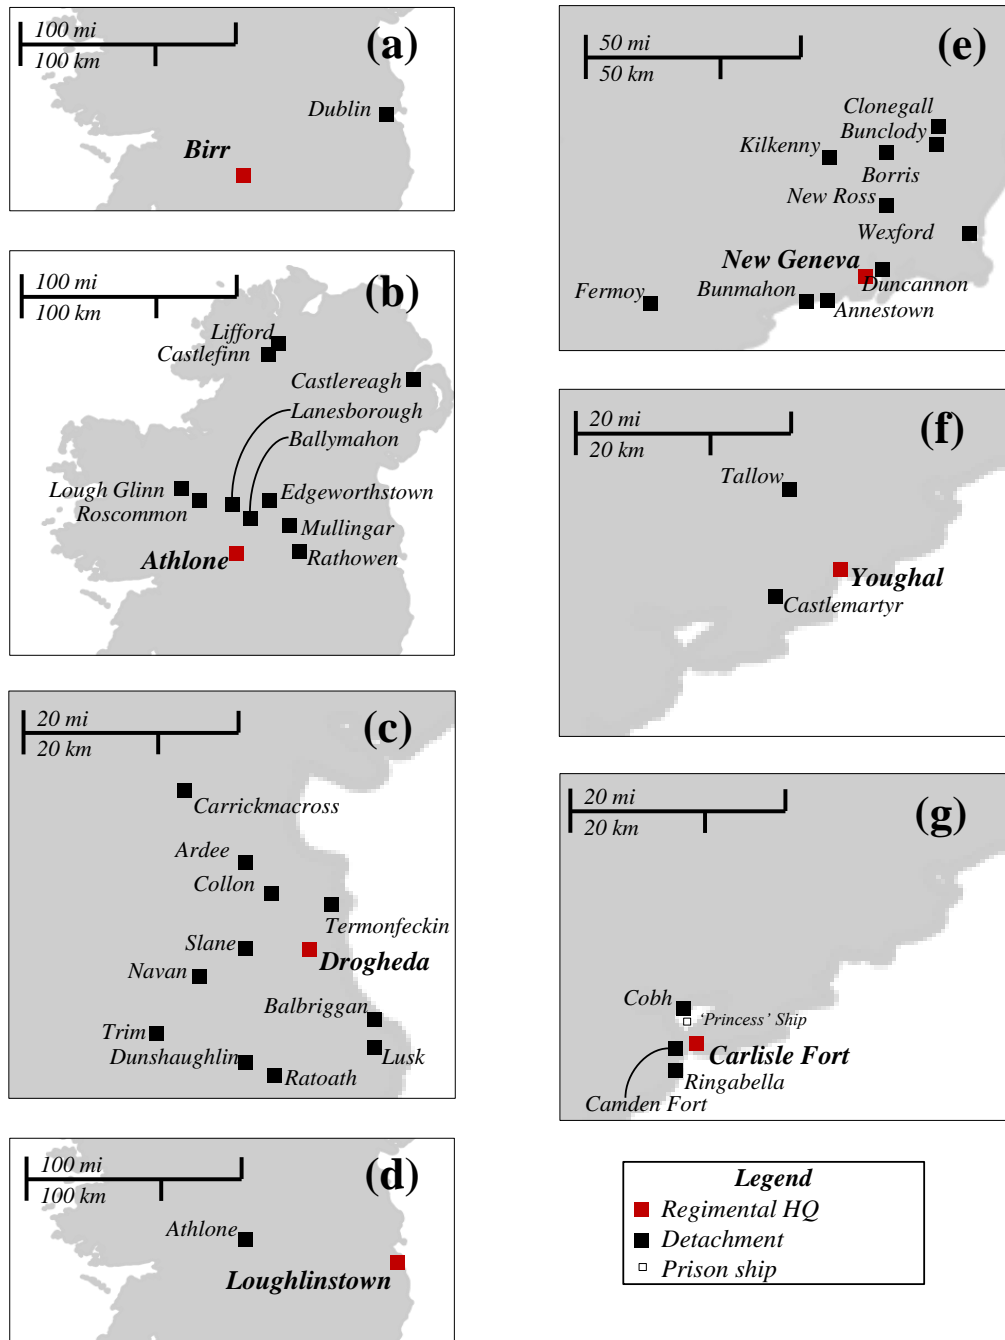 100 mi
100 km
(a)
Dublin
Birr
100 mi
100 km
(b)
Lifford
Castlefinn
Castlereagh
Lanesborough
Ballymahon
Lough Glinn
Edgeworthstown
Roscommon
Mullingar
Athlone
Rathowen
20 mi
20 km
(c)
Carrickmacross
Ardee
Collon
Termonfeckin
Slane
Drogheda
Navan
Balbriggan
Trim
Dunshaughlin
Lusk
Ratoath
100 mi
100 km
(d)
Athlone
Loughlinstown
50 mi
50 km
(e)
Clonegall
Bunclody
Kilkenny
Borris
New Ross
Wexford
New Geneva
Duncannon
Fermoy
Bunmahon
Annestown
20 mi
20 km
(f)
Tallow
Youghal
Castlemartyr
20 mi
20 km
(g)
Cobh
'Princess' Ship
Carlisle Fort
Ringabella
Camden Fort
Legend
Regimental HQ
Detachment
Prison ship